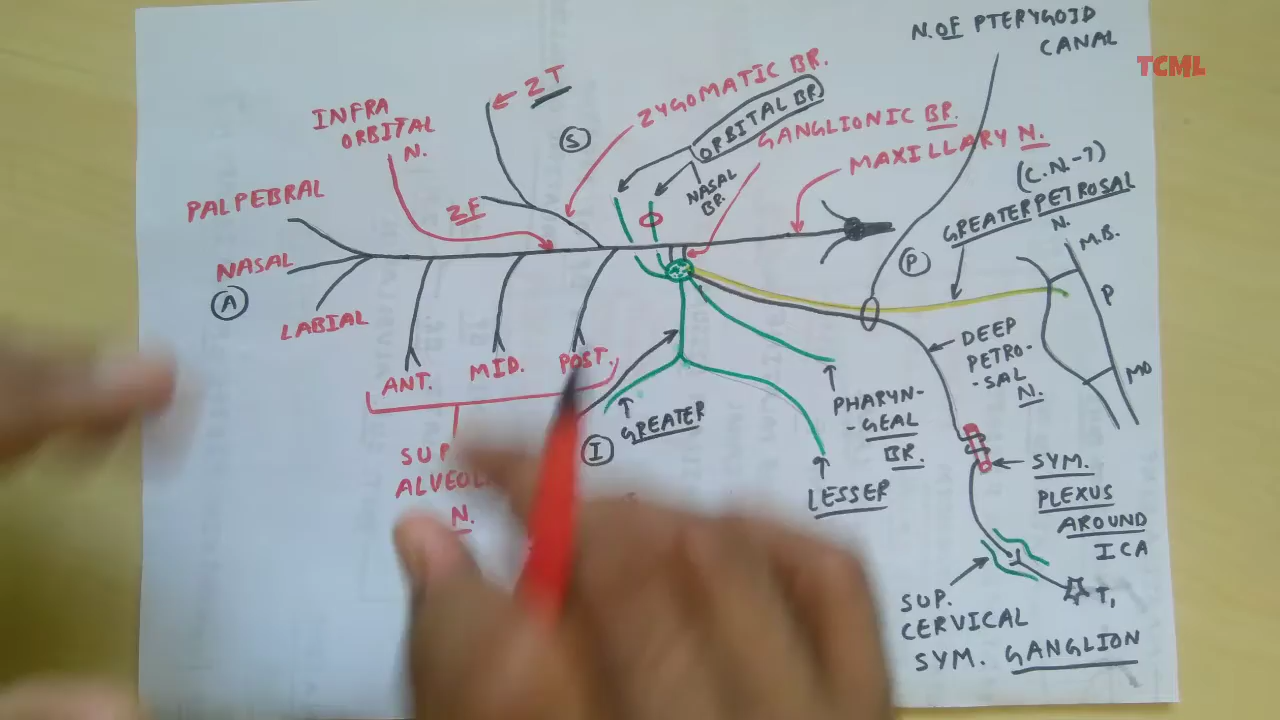 N. OF PTERYGOID
CANAL
TCML
ZT
ZYGOMATIC BR.
INFRA
ORBITAL
N.
S
ORBITAL BR
GANGLIONIC BR.
MAXILLARY N.
(C.N-7)
NASAL
BR.
PALPEBRAL
ZF
GREATER PETROSAL
N.
M.B.
NASAL
A
P
P
LABIAL
DEEP
PETRO-
-SAL
N.
MO
ANT.
MID.
POST.
GREATER
PHARYN-
-GEAL
BR.
I
SUP
N.
LESSER
SYM.
PLEXUS
AROUND
ICA
SUP.
CERVICAL
SYM. GANGLION
T1